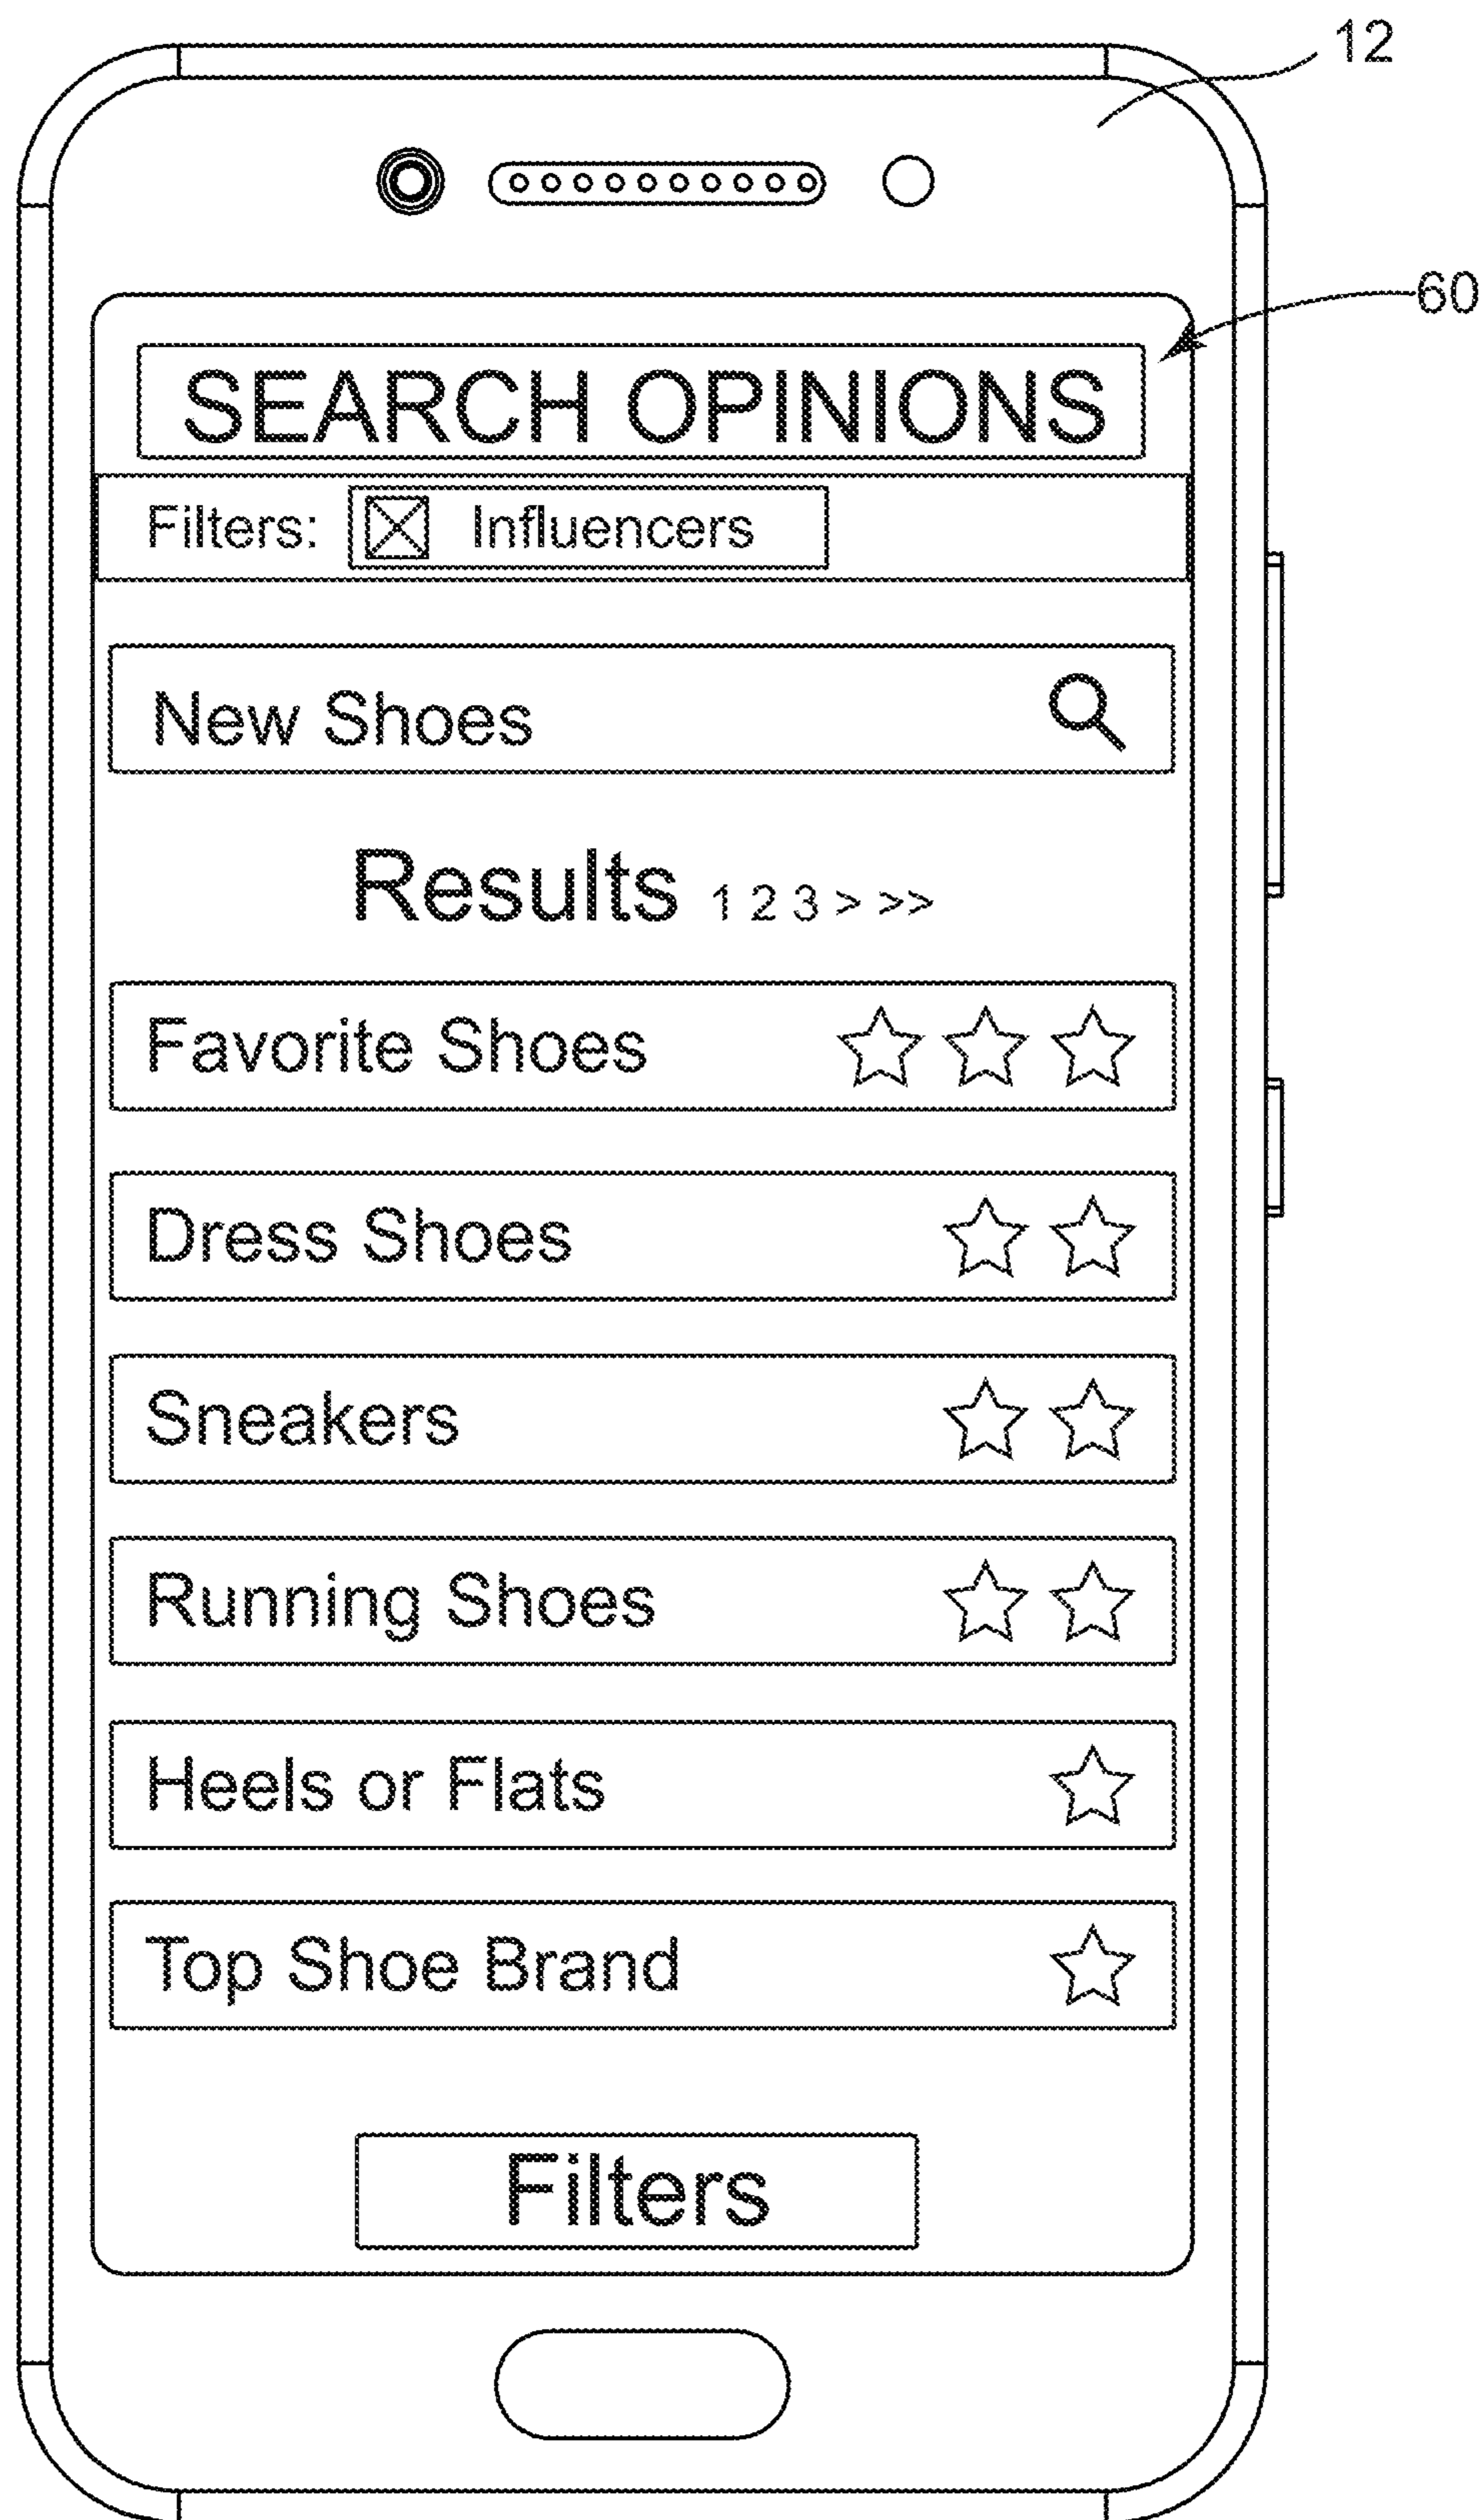 12
60
SEARCH OPINIONS
Filters: Influencers
New Shoes
Results 1 2 3 > >>
Favorite Shoes
Dress Shoes
Sneakers
Running Shoes
Heels or Flats
Top Shoe Brand
Filters